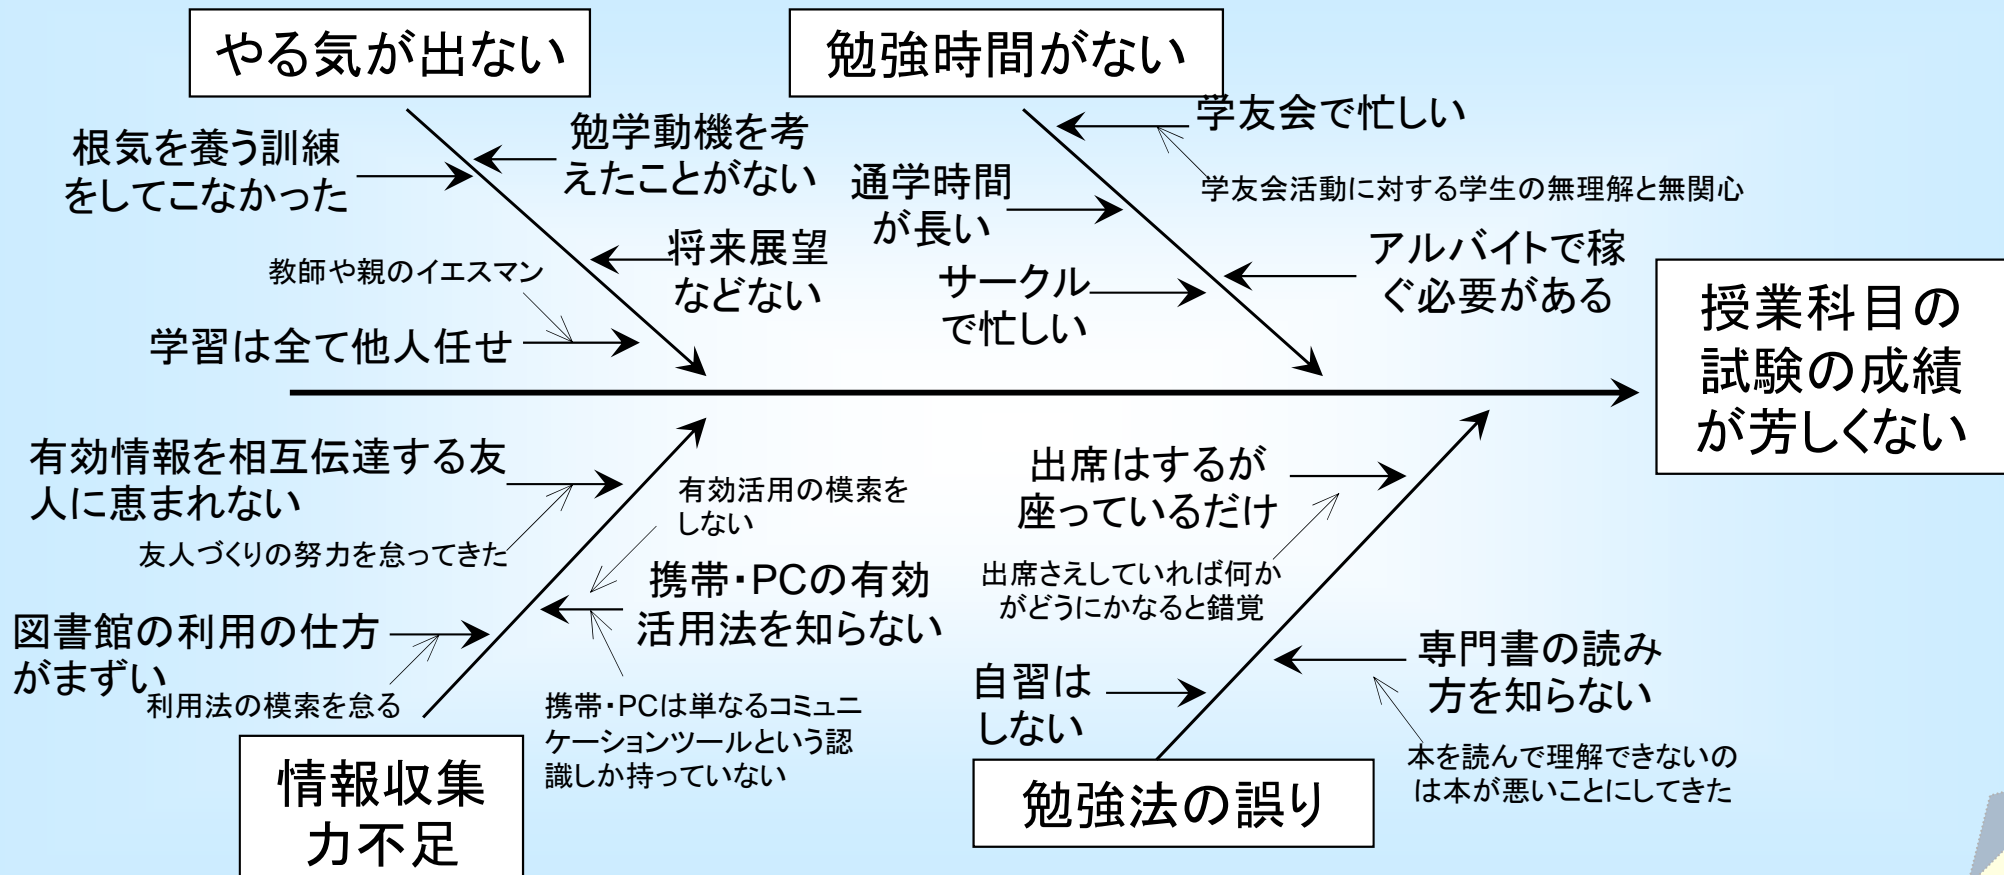 やる気が出ない
勉強時間がない
根気を養う訓練
をしてこなかった
勉学動機を考
えたことがない
学友会で忙しい
学友会活動に対する学生の無理解と無関心
通学時間
が長い
将来展望
などない
教師や親のイエスマン
学習は全て他人任せ
サークル
で忙しい
アルバイトで稼
ぐ必要がある
授業科目の
試験の成績
が芳しくない
有効情報を相互伝達する友
人に恵まれない
友人づくりの努力を怠ってきた
有効活用の模索を
しない
携帯・PCの有効
活用法を知らない
図書館の利用の仕方
がまずい
利用法の模索を怠る
携帯・PCは単なるコミュニ
ケーションツールという認
識しか持っていない
出席はするが
座っているだけ
出席さえしていれば何か
がどうにかなると錯覚
自習は
しない
専門書の読み
方を知らない
本を読んで理解できないの
は本が悪いことにしてきた
情報収集
力不足
勉強法の誤り